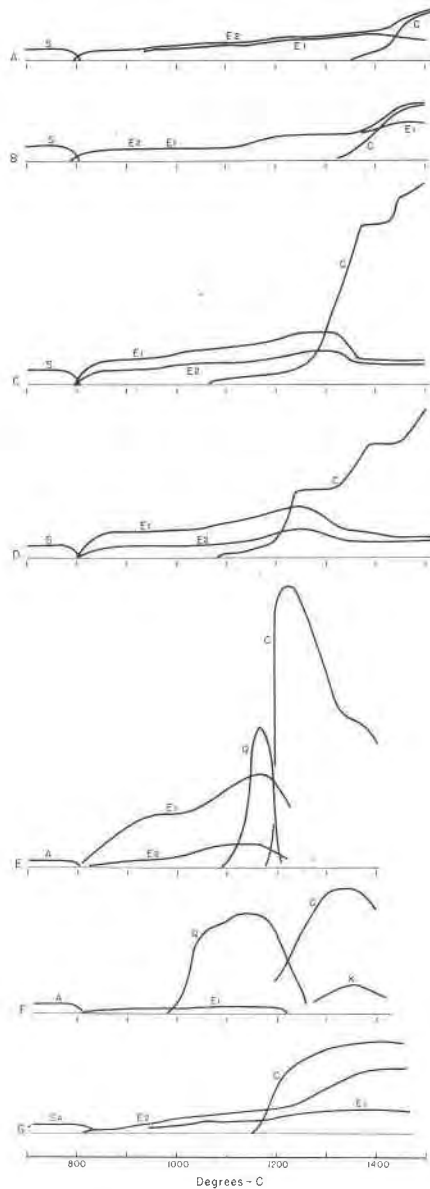 A S E2 E1 C
B S E2 E1 C E1
C S E1 E2 C
D S E1 E2 C
E A E1 E2 Q C
F A Q E1 C K
G Sa E2 C E1
800 1000 1200 1400
Degrees - C